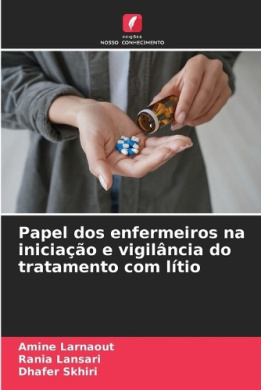 edições
NOSSO CONHECIMENTO
Papel dos enfermeiros na
iniciação e vigilância do
tratamento com lítio
Amine Larnaout
Rania Lansari
Dhafer Skhiri